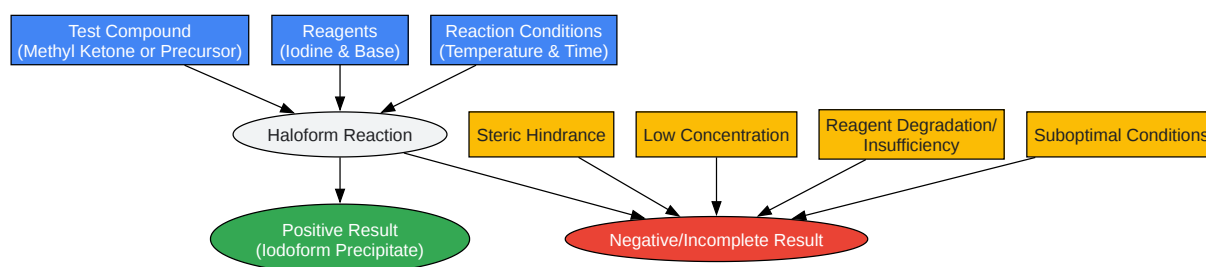 Test Compound
(Methyl Ketone or Precursor)
Reagents
(Iodine & Base)
Reaction Conditions
(Temperature & Time)
Haloform Reaction
Steric Hindrance
Low Concentration
Reagent Degradation/
Insufficiency
Suboptimal Conditions
Positive Result
(Iodoform Precipitate)
Negative/Incomplete Result